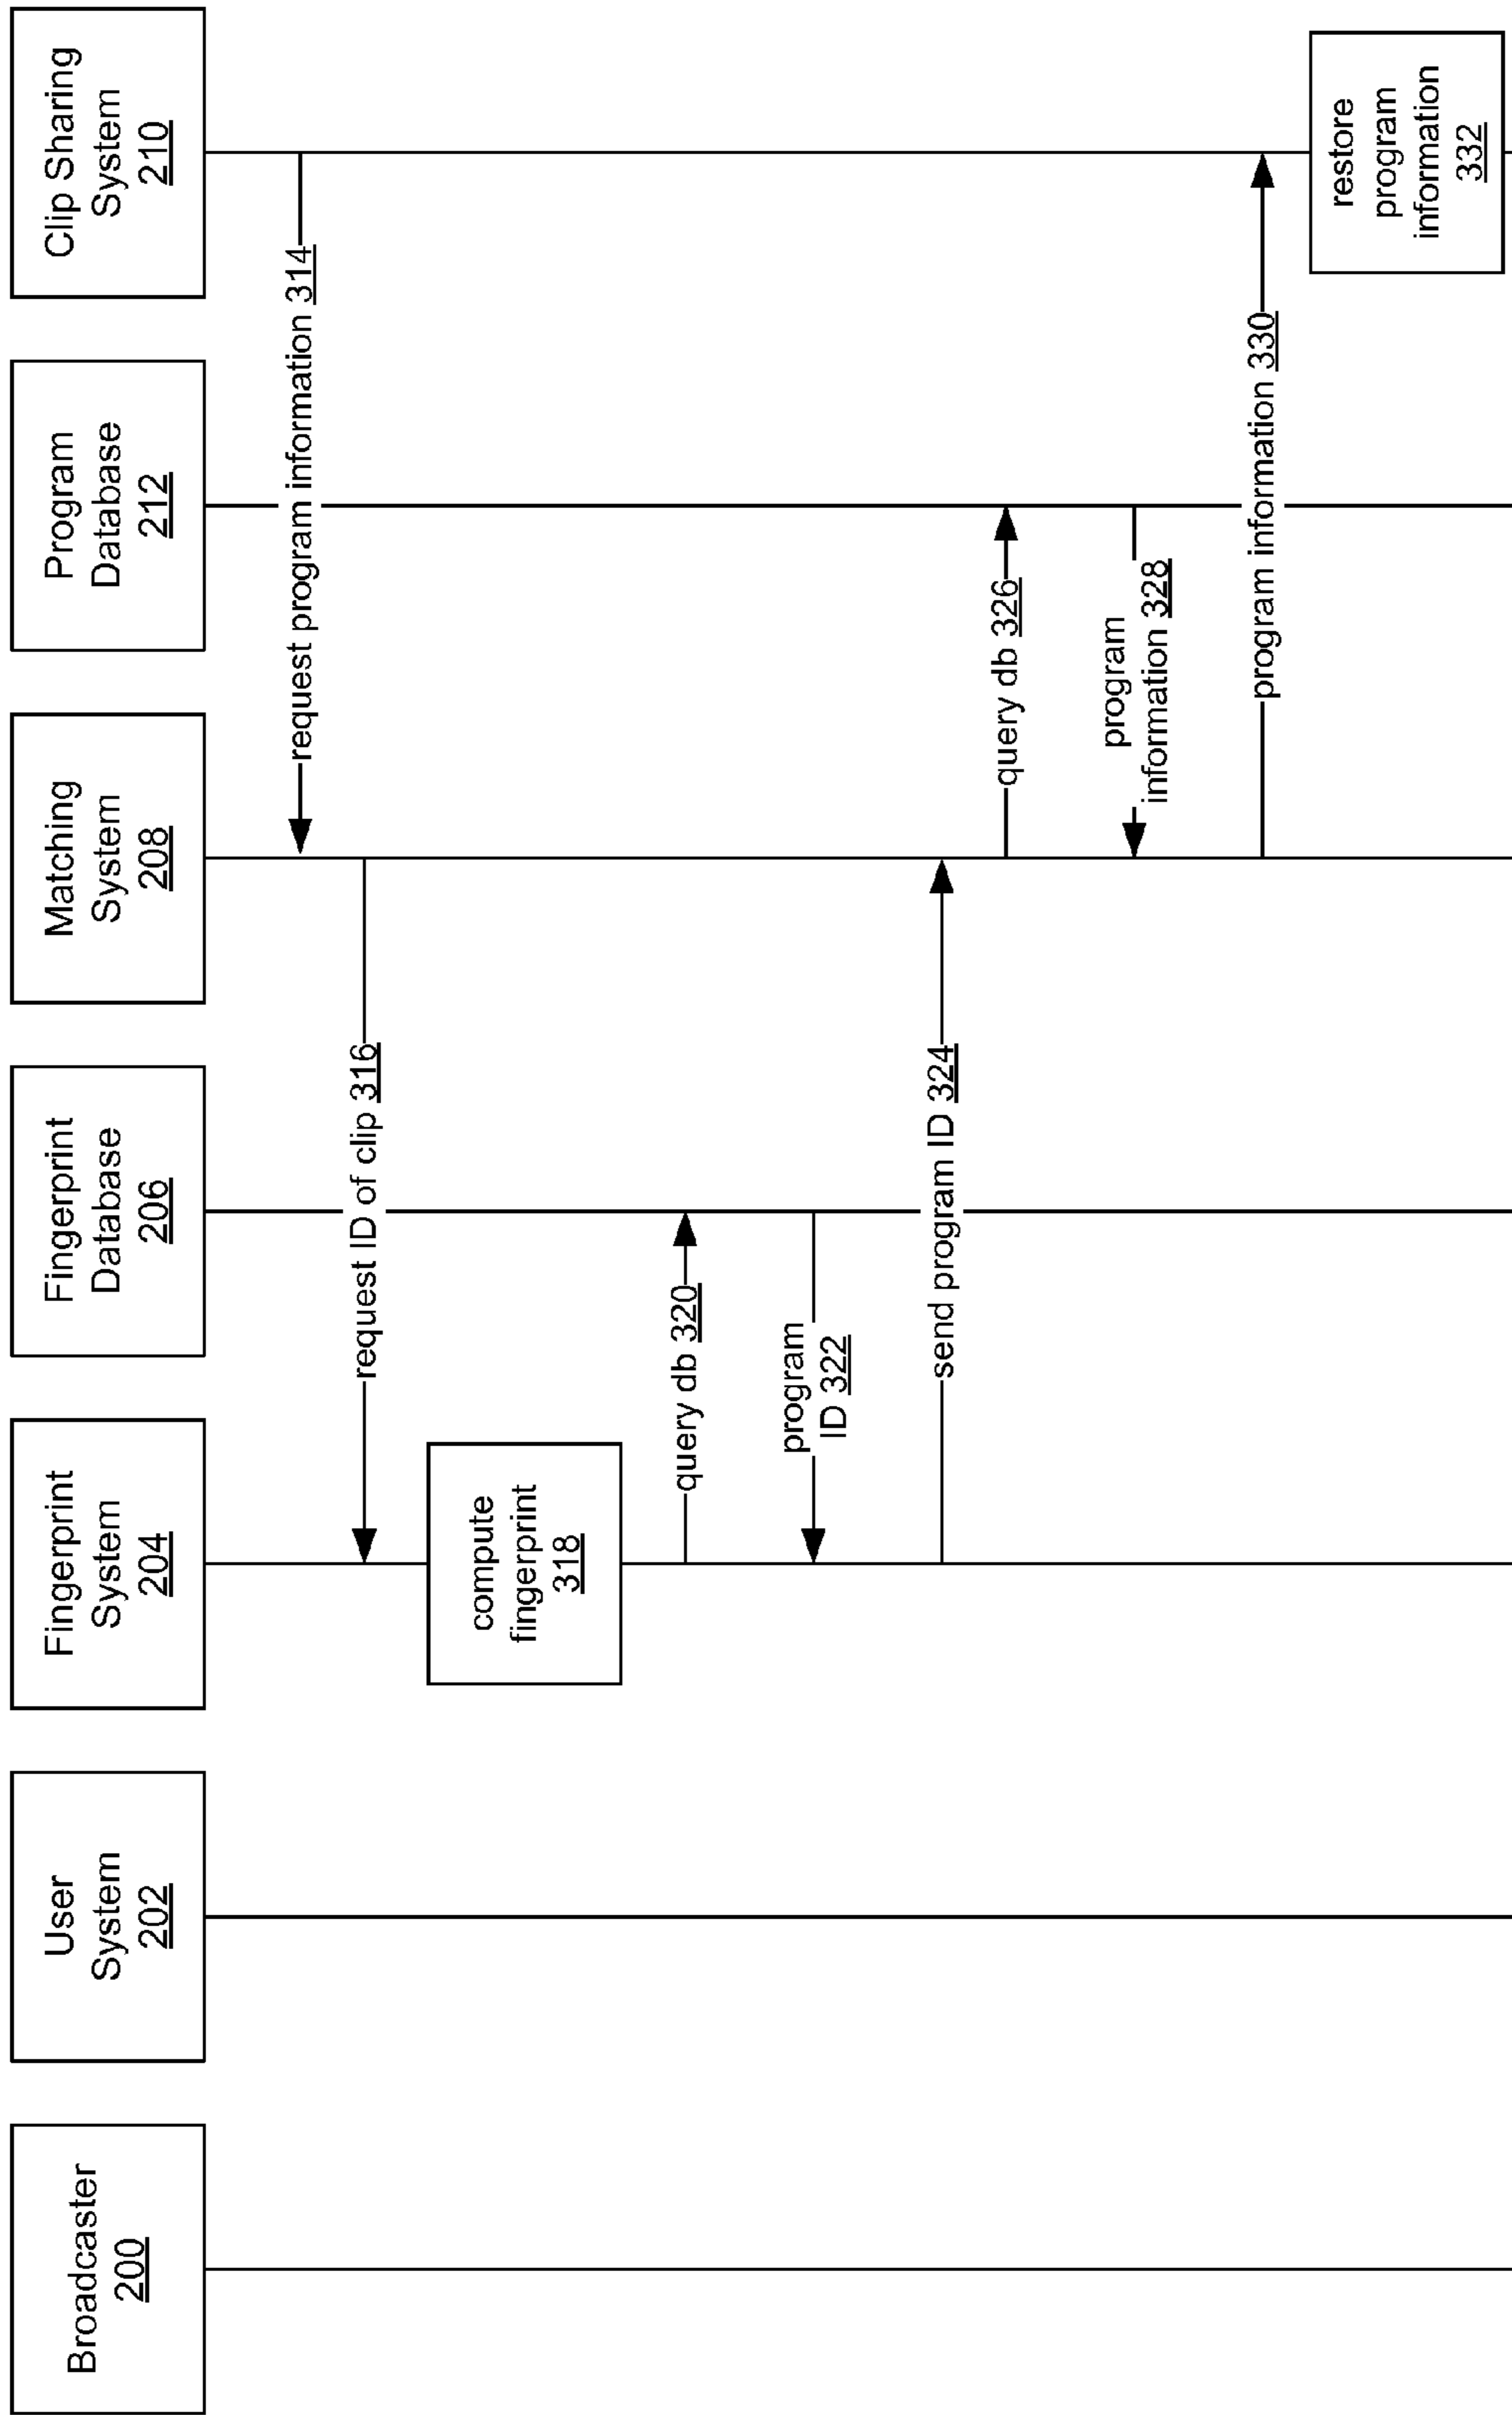 Broadcaster
200
User
System
202
Fingerprint
System
204
Fingerprint
Database
206
Matching
System
208
Program
Database
212
Clip Sharing
System
210
request program information 314
request ID of clip 316
compute
fingerprint
318
query db 320
program
ID 322
send program ID 324
query db 326
program
information 328
program information 330
restore
program
information
332